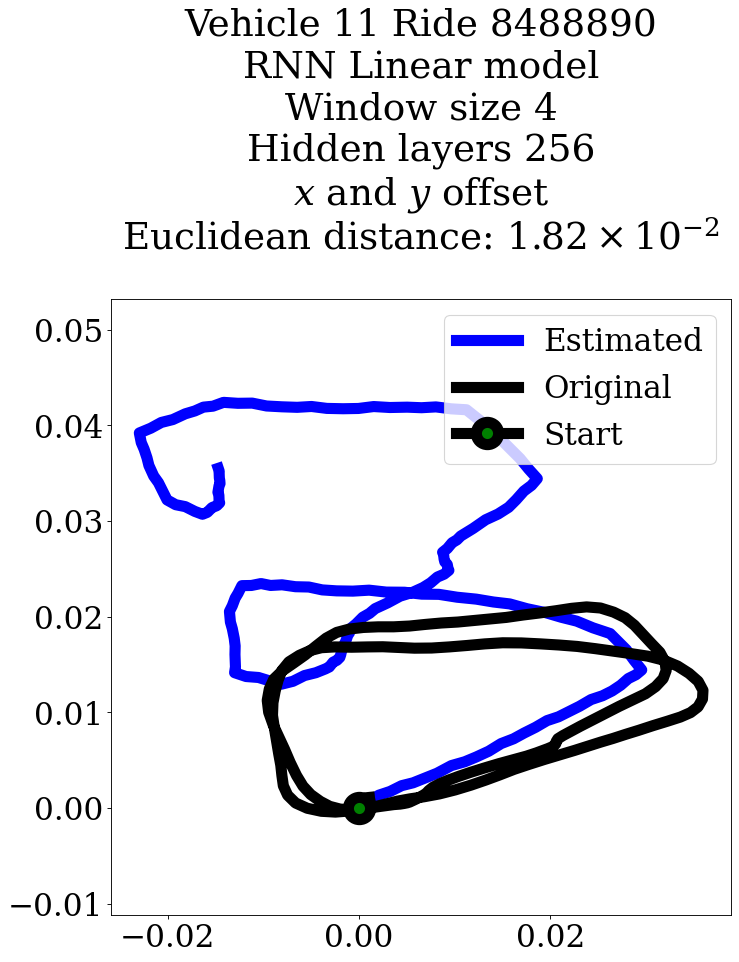 Vehicle 11 Ride 8488890
RNN Linear model
Window size 4
Hidden layers 256
x and y offset
Euclidean distance: 1.82 × 10⁻²
Estimated
Original
Start
0.05
0.04
0.03
0.02
0.01
0.00
−0.01
−0.02 0.00 0.02